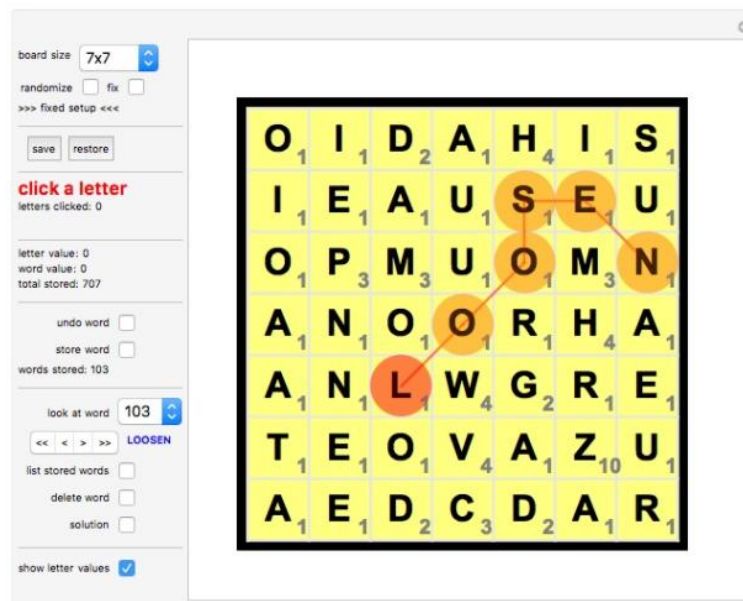 board size 7x7
randomize fix
>>> fixed setup <<<
save restore
click a letter
letters clicked: 0
letter value: 0
word value: 0
total stored: 707
undo word
store word
words stored: 103
look at word 103
<< < > >> LOOSEN
list stored words
delete word
solution
show letter values
O1 I1 D2 A1 H4 I1 S1
I1 E1 A1 U1 S1 E1 U1
O1 P3 M3 U1 O1 M3 N1
A1 N1 O1 O1 R1 H4 A1
A1 N1 L1 W4 G2 R1 E1
T1 E1 O1 V4 A1 Z10 U1
A1 E1 D2 C3 D2 A1 R1